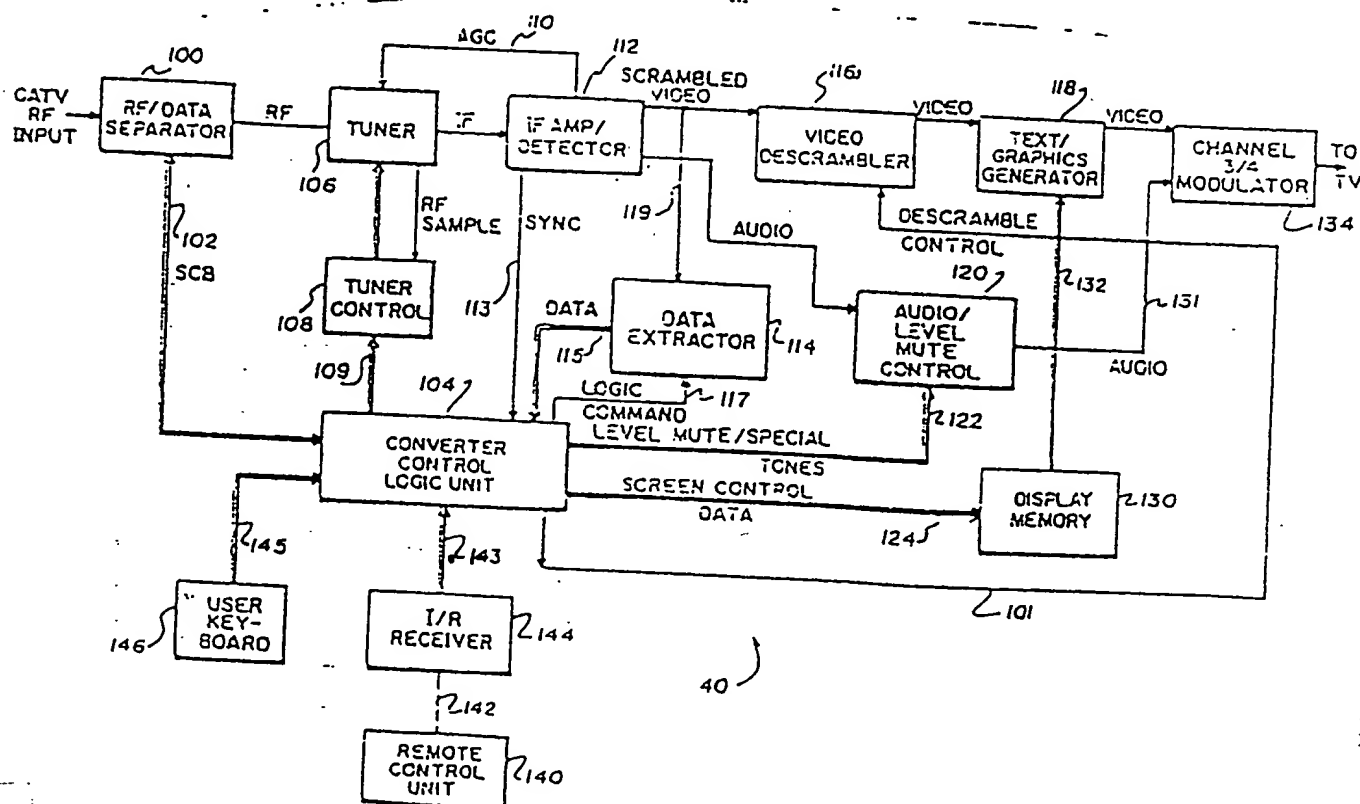 AGC
110
100
112
116
118
CATV
RF
INPUT
RF/DATA
SEPARATOR
RF
TUNER
106
IF
IF AMP/
DETECTOR
SCRAMBLED
VIDEO
VIDEO
DESCRAMBLER
VIDEO
TEXT/
GRAPHICS
GENERATOR
VIDEO
CHANNEL
3/4
MODULATOR
TO
TV
134
102
SCB
RF
SAMPLE
SYNC
119
AUDIO
DESCRAMBLE
CONTROL
108
TUNER
CONTROL
113
DATA
115
DATA
EXTRACTOR
114
120
AUDIO/
LEVEL
MUTE
CONTROL
132
131
AUDIO
109
104
LOGIC
COMMAND
117
122
CONVERTER
CONTROL
LOGIC UNIT
LEVEL MUTE/SPECIAL
TONES
SCREEN CONTROL
DATA
124
DISPLAY
MEMORY
130
145
143
101
146
USER
KEY-
BOARD
I/R
RECEIVER
144
40
142
REMOTE
CONTROL
UNIT
140